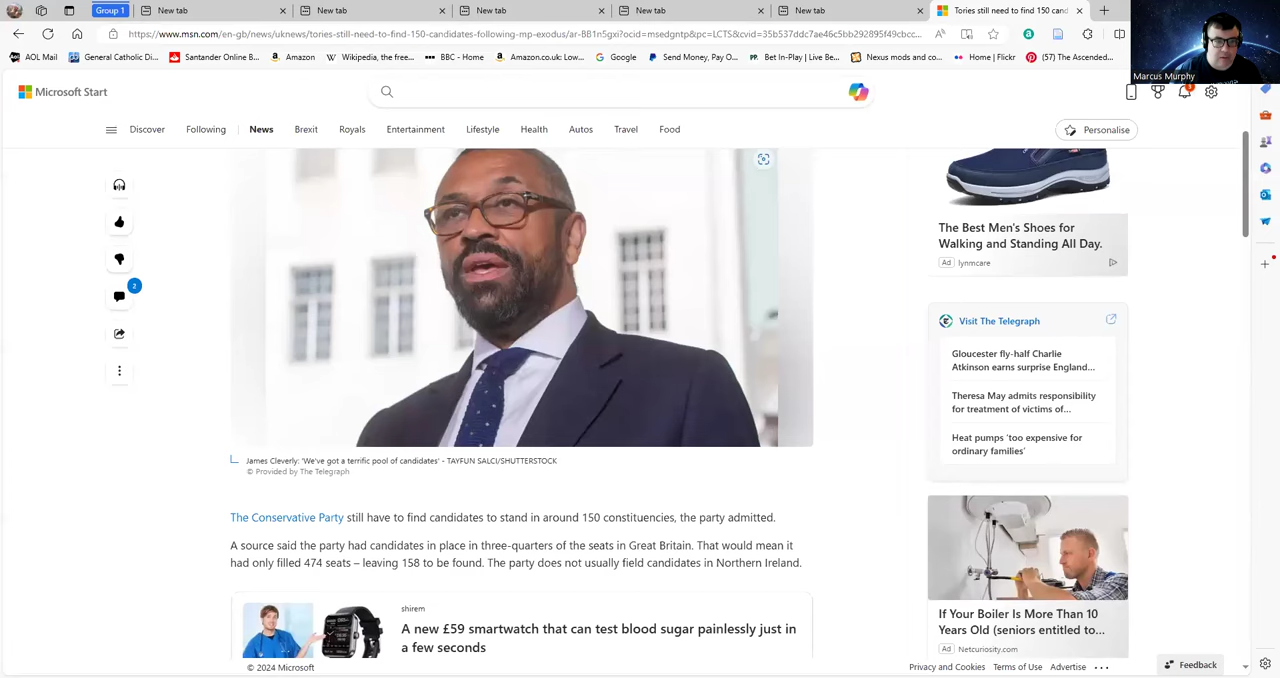 Group 1
New tab
New tab
New tab
New tab
New tab
Tories still need to find 150 cand
https://www.msn.com/en-gb/news/uknews/tories-still-need-to-find-150-candidates-following-mp-exodus/ar-BB1n5gxi?ocid=msedgntp&pc=LCTS&cvid=35b537ddc7ae46c5bb292895f49cbcc...
AOL Mail
General Catholic Di...
Santander Online B...
Amazon
Wikipedia, the free...
BBC - Home
Amazon.co.uk: Low...
Google
Send Money, Pay O...
Bet In-Play | Live Be...
Nexus mods and co...
Home | Flickr
(57) The Ascended...
Marcus Murphy
Microsoft Start
Discover
Following
News
Brexit
Royals
Entertainment
Lifestyle
Health
Autos
Travel
Food
Personalise
2
James Cleverly: 'We've got a terrific pool of candidates' - TAYFUN SALCI/SHUTTERSTOCK
© Provided by The Telegraph
The Conservative Party still have to find candidates to stand in around 150 constituencies, the party admitted.
A source said the party had candidates in place in three-quarters of the seats in Great Britain. That would mean it
had only filled 474 seats – leaving 158 to be found. The party does not usually field candidates in Northern Ireland.
shirem
A new £59 smartwatch that can test blood sugar painlessly just in
a few seconds
The Best Men's Shoes for
Walking and Standing All Day.
Ad lynmcare
Visit The Telegraph
Gloucester fly-half Charlie
Atkinson earns surprise England...
Theresa May admits responsibility
for treatment of victims of...
Heat pumps 'too expensive for
ordinary families'
If Your Boiler Is More Than 10
Years Old (seniors entitled to...
Ad Netcuriosity.com
© 2024 Microsoft
Privacy and Cookies
Terms of Use
Advertise
Feedback